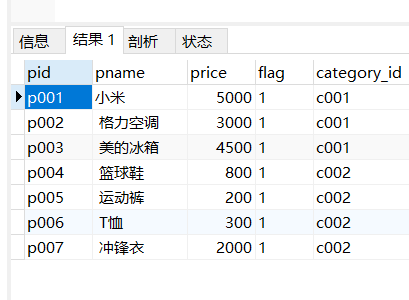 信息 结果 1 剖析 状态
pid pname price flag category_id
p001 小米 5000 1 c001
p002 格力空调 3000 1 c001
p003 美的冰箱 4500 1 c001
p004 篮球鞋 800 1 c002
p005 运动裤 200 1 c002
p006 T恤 300 1 c002
p007 冲锋衣 2000 1 c002